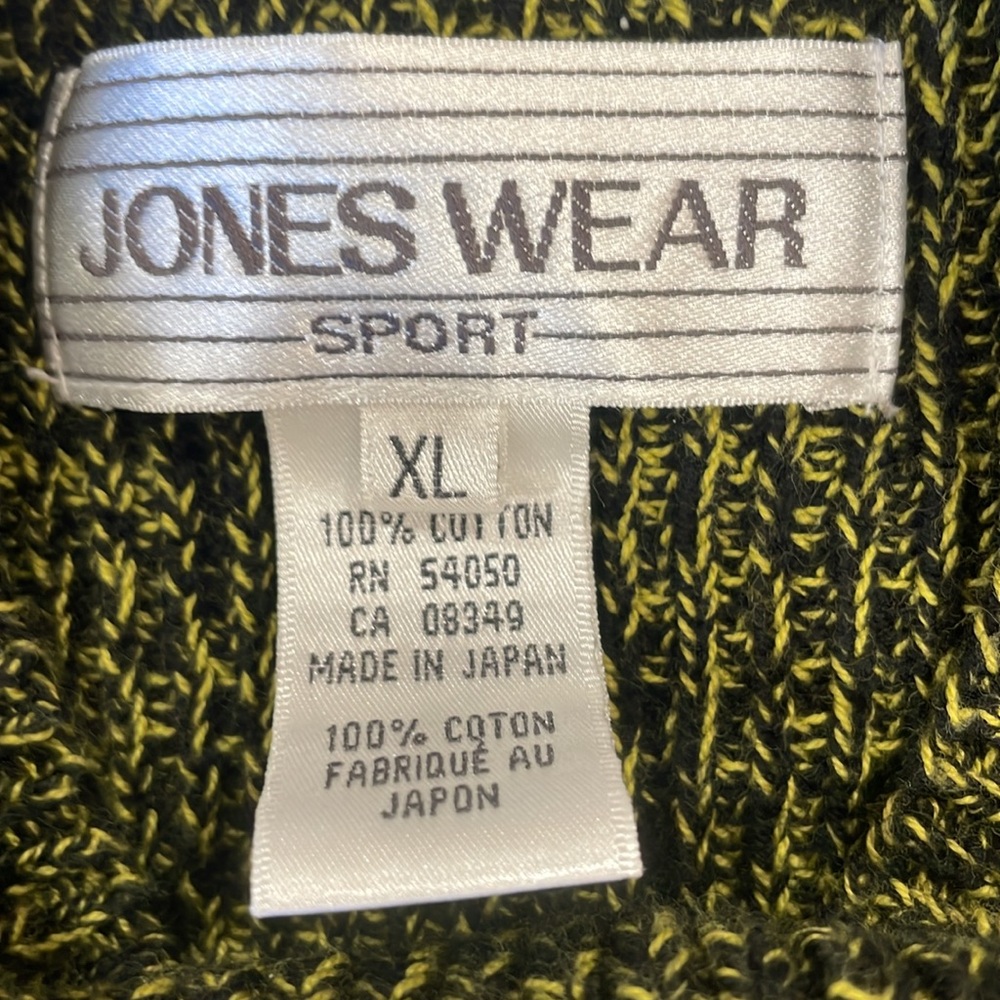 JONES WEAR
SPORT
XL
100% COTTON
RN 54050
CA 08349
MADE IN JAPAN
100% COTON
FABRIQUÉ AU
JAPON